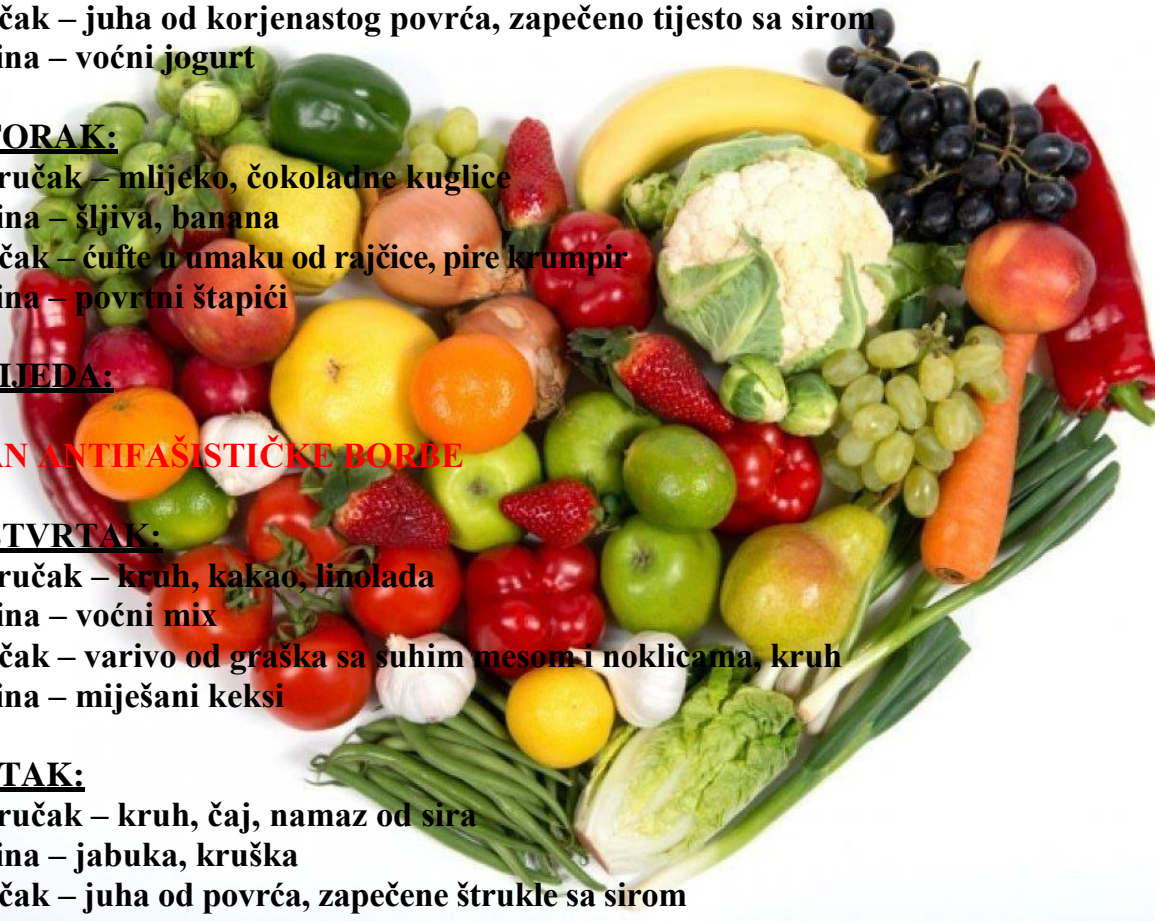 čak – juha od korjenastog povrća, zapečeno tijesto sa sirom
ina – voćni jogurt
TORAK:
ručak – mlijeko, čokoladne kuglice
ina – šljiva, banana
čak – ćufte u umaku od rajčice, pire krumpir
ina – povrtni štapići
IJEDA:
AN ANTIFAŠISTIČKE BORBE
ETVRTAK:
ručak – kruh, kakao, linolada
ina – voćni mix
čak – varivo od graška sa suhim mesom i noklicama, kruh
ina – miješani keksi
TAK:
ručak – kruh, čaj, namaz od sira
ina – jabuka, kruška
čak – juha od povrća, zapečene štrukle sa sirom